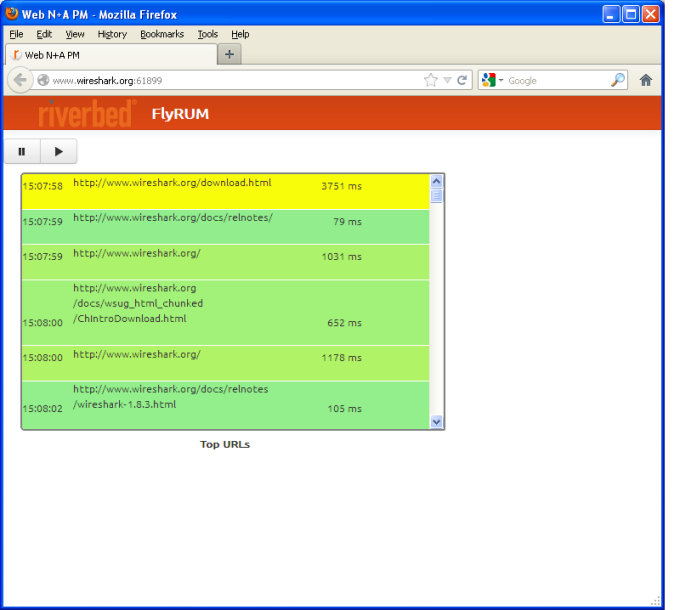 Web N+A PM - Mozilla Firefox
File Edit View History Bookmarks Tools Help
Web N+A PM
www.wireshark.org:61899
Google
riverbed® FlyRUM
15:07:58 http://www.wireshark.org/download.html 3751 ms
15:07:59 http://www.wireshark.org/docs/relnotes/ 79 ms
15:07:59 http://www.wireshark.org/ 1031 ms
http://www.wireshark.org
/docs/wsug_html_chunked
15:08:00 /ChIntroDownload.html 652 ms
15:08:00 http://www.wireshark.org/ 1178 ms
http://www.wireshark.org/docs/relnotes
15:08:02 /wireshark-1.8.3.html 105 ms
Top URLs